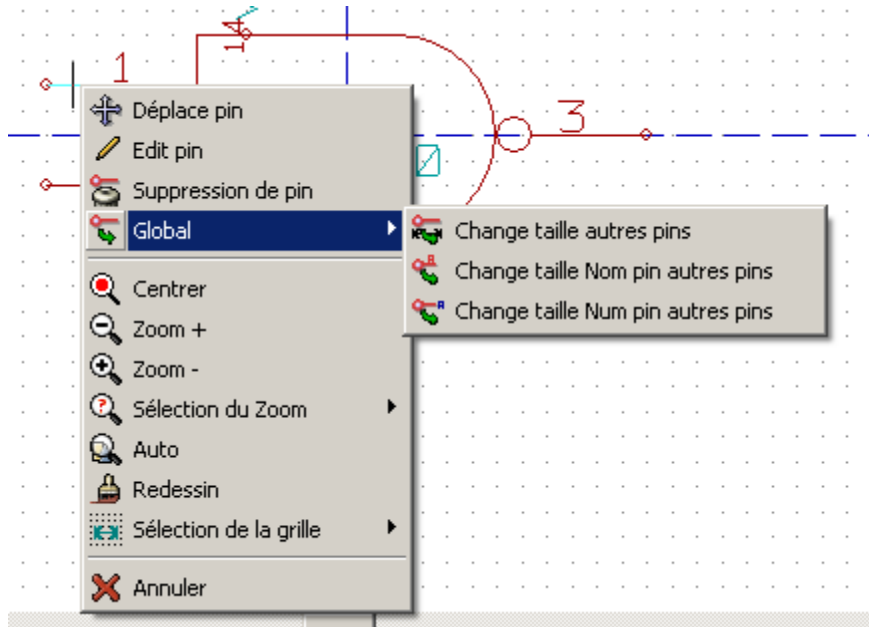 14
1
3
0
Déplace pin
Edit pin
Suppression de pin
Global
Change taille autres pins
Change taille Nom pin autres pins
Change taille Num pin autres pins
Centrer
Zoom +
Zoom -
Sélection du Zoom
Auto
Redessin
Sélection de la grille
Annuler